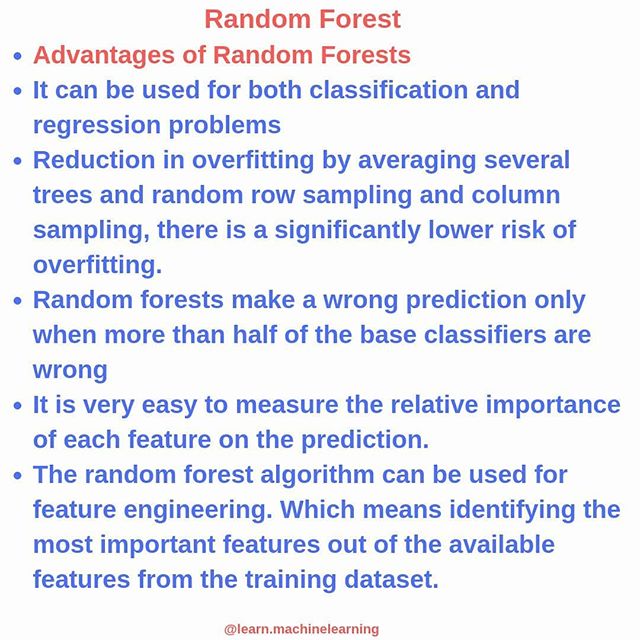 Random Forest
• Advantages of Random Forests
• It can be used for both classification and
regression problems
• Reduction in overfitting by averaging several
trees and random row sampling and column
sampling, there is a significantly lower risk of
overfitting.
• Random forests make a wrong prediction only
when more than half of the base classifiers are
wrong
• It is very easy to measure the relative importance
of each feature on the prediction.
• The random forest algorithm can be used for
feature engineering. Which means identifying the
most important features out of the available
features from the training dataset.
@learn.machinelearning